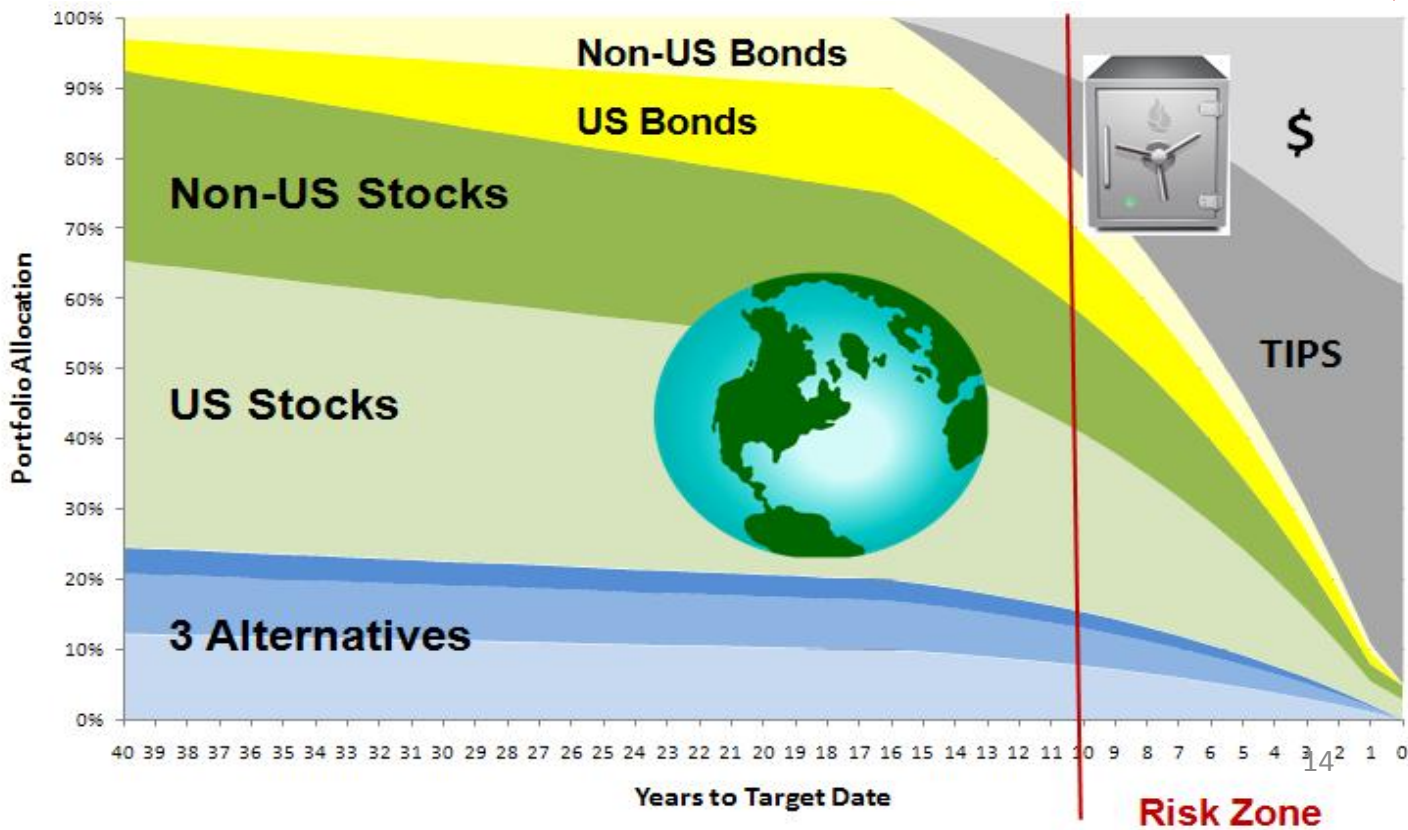 100%
90%
80%
70%
60%
50%
40%
30%
20%
10%
0%
Portfolio Allocation
Non-US Bonds
US Bonds
Non-US Stocks
US Stocks
3 Alternatives
$
TIPS
40 39 38 37 36 35 34 33 32 31 30 29 28 27 26 25 24 23 22 21 20 19 18 17 16 15 14 13 12 11 10 9 8 7 6 5 4 3 2 1 0
14
Years to Target Date
Risk Zone